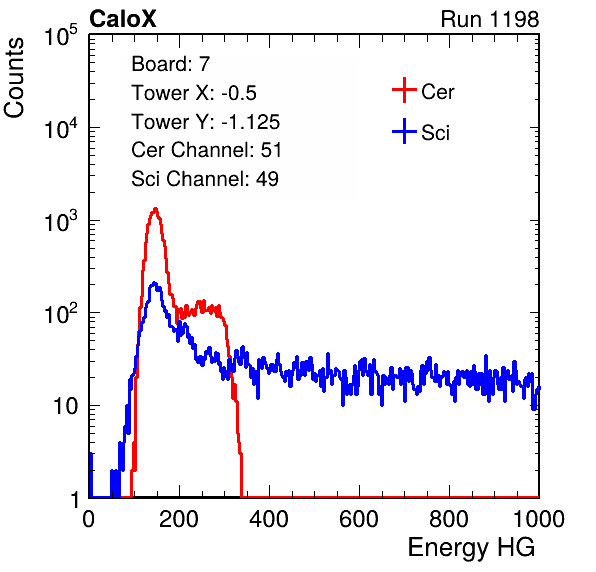 CaloX Run 1198
Counts
Board: 7
Tower X: -0.5
Tower Y: -1.125
Cer Channel: 51
Sci Channel: 49
Cer
Sci
10^5
10^4
10^3
10^2
10
1
0 200 400 600 800 1000
Energy HG